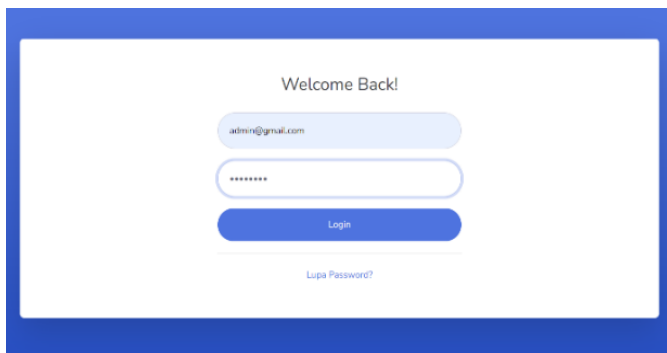 Welcome Back!
admin@gmail.com
********
Login
Lupa Password?